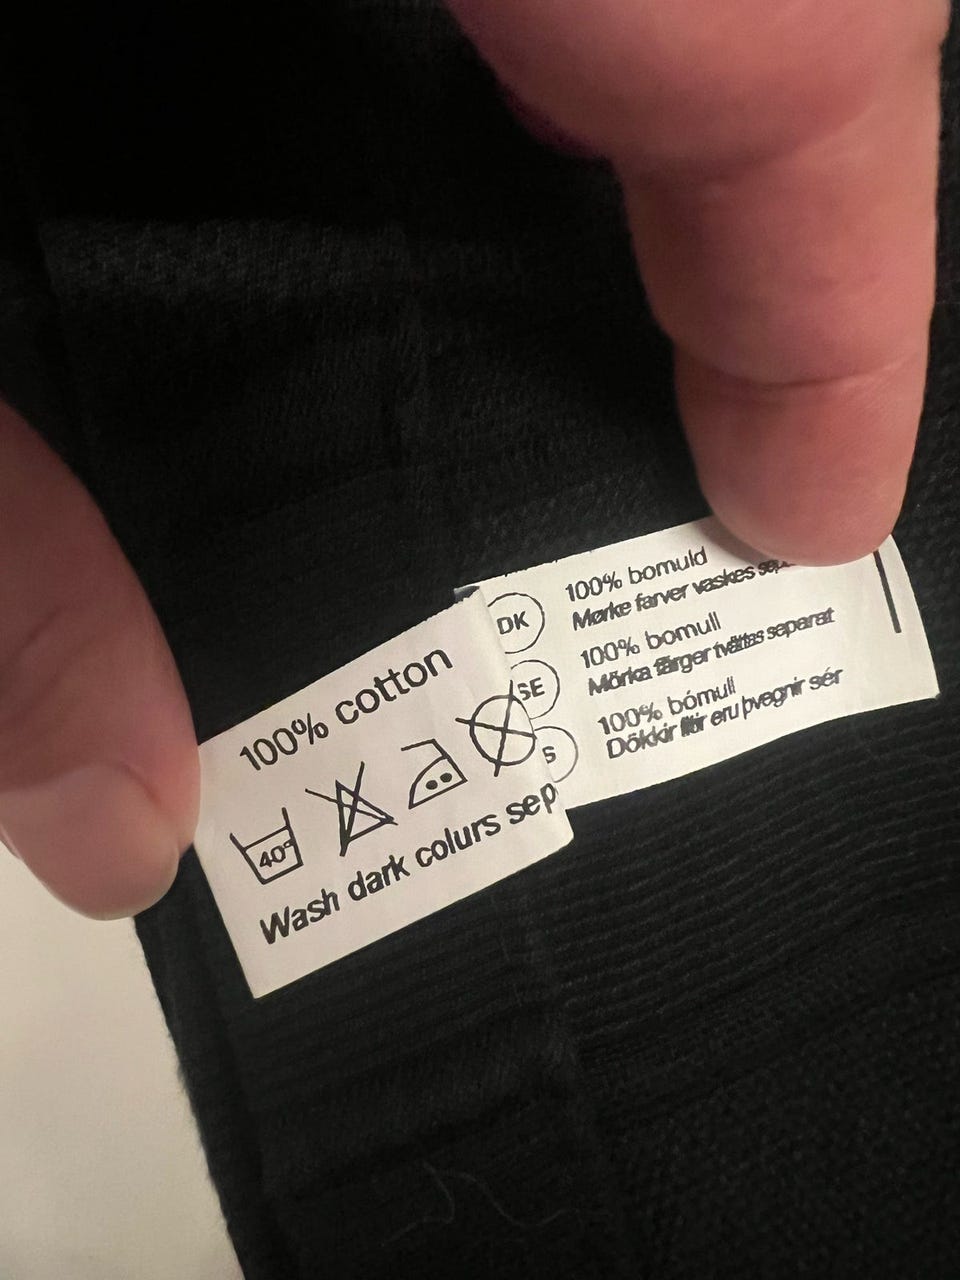 100% cotton
40°
Wash dark colurs sep
DK
100% bomuld
Mørke farver vaskes
SE
100% bomull
Mörka färger tvättas separat
S
100% bómull
Dökkir litir eru þvegnir sér